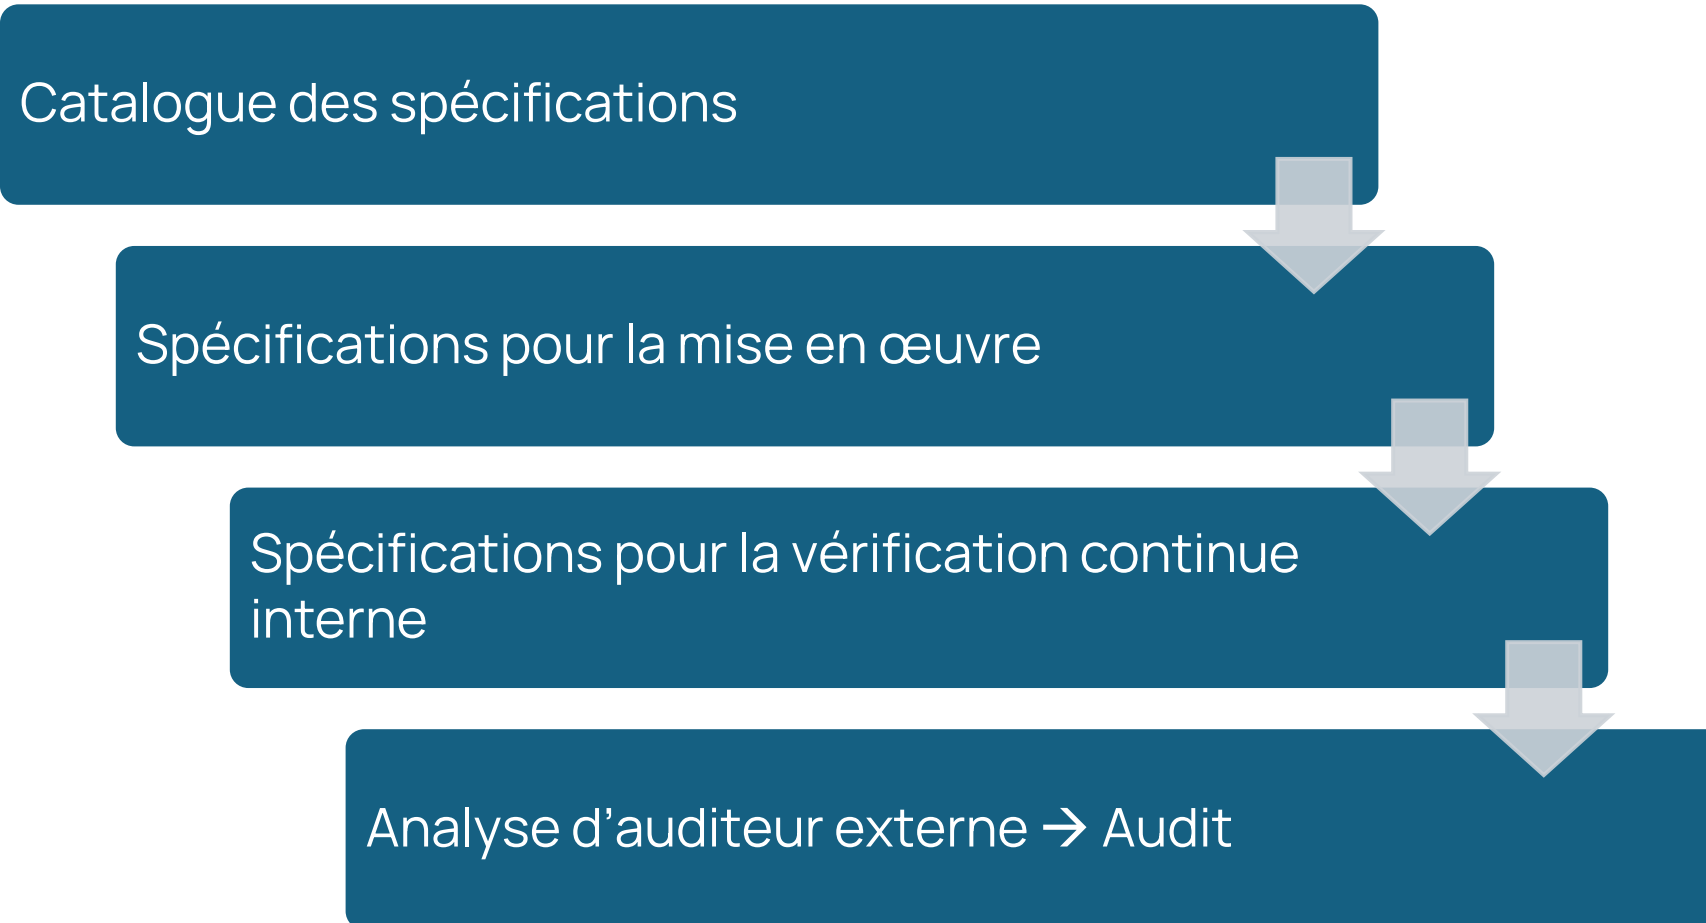 Catalogue des spécifications
Spécifications pour la mise en œuvre
Spécifications pour la vérification continue
interne
Analyse d’auditeur externe → Audit